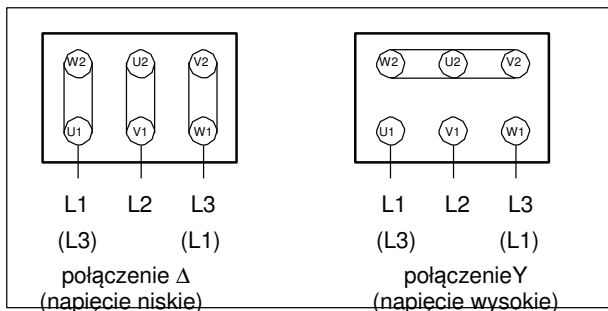 W2 U2 V2
U1 V1 W1
L1 L2 L3
(L3) (L1)
połączenie Δ
(napięcie niskie)
W2 U2 V2
U1 V1 W1
L1 L2 L3
(L3) (L1)
połączenieY
(napięcie wysokie)